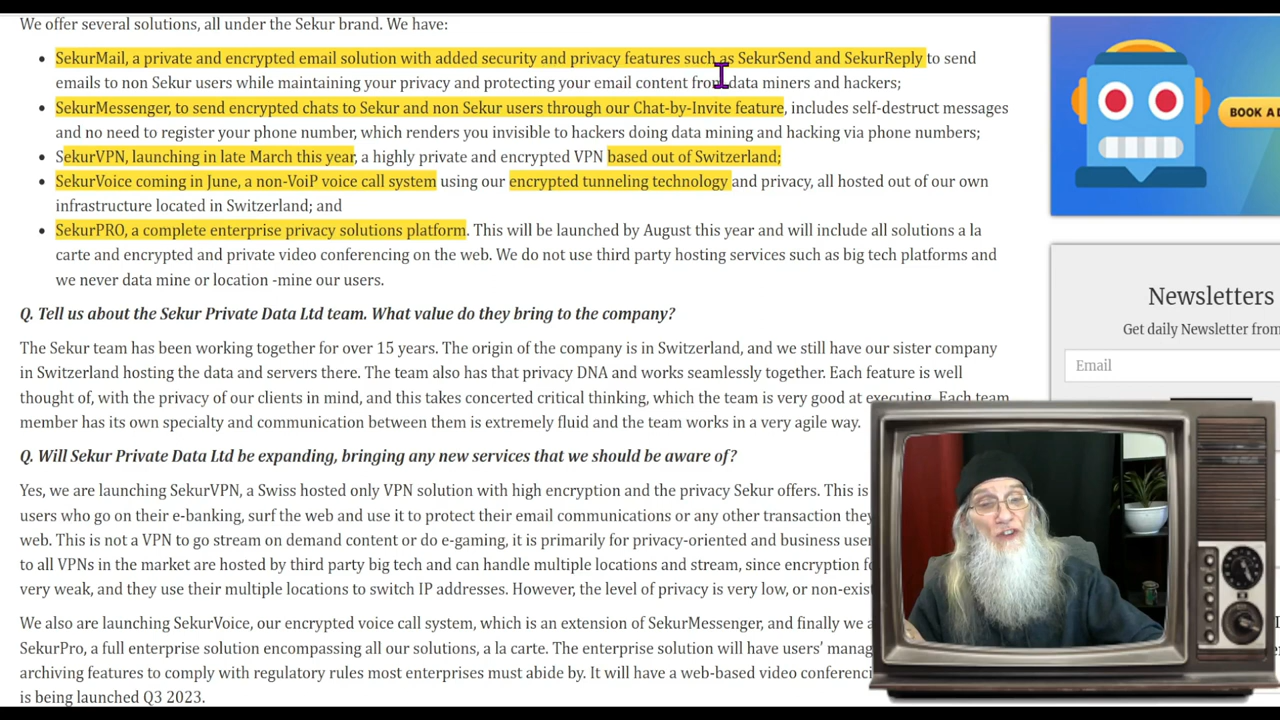 We offer several solutions, all under the Sekur brand. We have:
SekurMail, a private and encrypted email solution with added security and privacy features such as SekurSend and SekurReply to send
emails to non Sekur users while maintaining your privacy and protecting your email content from data miners and hackers;
SekurMessenger, to send encrypted chats to Sekur and non Sekur users through our Chat-by-Invite feature, includes self-destruct messages
and no need to register your phone number, which renders you invisible to hackers doing data mining and hacking via phone numbers;
SekurVPN, launching in late March this year, a highly private and encrypted VPN based out of Switzerland;
SekurVoice coming in June, a non-VoiP voice call system using our encrypted tunneling technology and privacy, all hosted out of our own
infrastructure located in Switzerland; and
SekurPRO, a complete enterprise privacy solutions platform. This will be launched by August this year and will include all solutions a la
carte and encrypted and private video conferencing on the web. We do not use third party hosting services such as big tech platforms and
we never data mine or location -mine our users.
Q. Tell us about the Sekur Private Data Ltd team. What value do they bring to the company?
The Sekur team has been working together for over 15 years. The origin of the company is in Switzerland, and we still have our sister company
in Switzerland hosting the data and servers there. The team also has that privacy DNA and works seamlessly together. Each feature is well
thought of, with the privacy of our clients in mind, and this takes concerted critical thinking, which the team is very good at executing. Each team
member has its own specialty and communication between them is extremely fluid and the team works in a very agile way.
Q. Will Sekur Private Data Ltd be expanding, bringing any new services that we should be aware of?
Yes, we are launching SekurVPN, a Swiss hosted only VPN solution with high encryption and the privacy Sekur offers. This is
users who go on their e-banking, surf the web and use it to protect their email communications or any other transaction they
web. This is not a VPN to go stream on demand content or do e-gaming, it is primarily for privacy-oriented and business
to all VPNs in the market are hosted by third party big tech and can handle multiple locations and stream, since encryption
very weak, and they use their multiple locations to switch IP addresses. However, the level of privacy is very low, or
We also are launching SekurVoice, our encrypted voice call system, which is an extension of SekurMessenger, and finally we
SekurPro, a full enterprise solution encompassing all our solutions, a la carte. The enterprise solution will have users'
archiving features to comply with regulatory rules most enterprises must abide by. It will have a web-based video
is being launched Q3 2023.
BOOK A
Newsletters
Get daily Newsletter from
Email